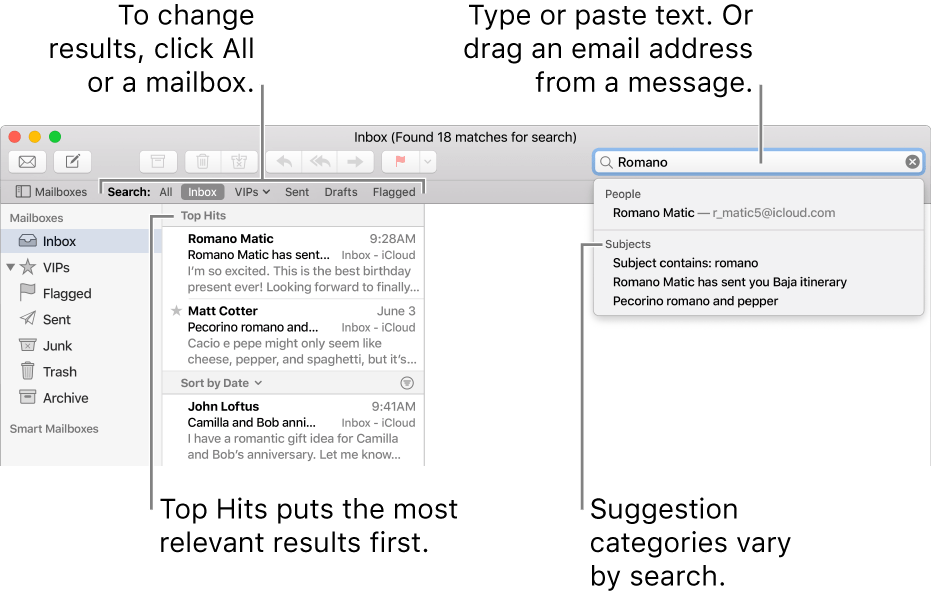 To change
results, click All
or a mailbox.
Type or paste text. Or
drag an email address
from a message.
Inbox (Found 18 matches for search)
Romano
Mailboxes
Search: All Inbox VIPs Sent Drafts Flagged
People
Romano Matic — r_matic5@icloud.com
Subjects
Subject contains: romano
Romano Matic has sent you Baja itinerary
Pecorino romano and pepper
Mailboxes
Inbox
VIPs
Flagged
Sent
Junk
Trash
Archive
Smart Mailboxes
Top Hits
Romano Matic 9:28AM
Romano Matic has sent... Inbox - iCloud
I'm so excited. This is the best birthday
present ever! Looking forward to finally...
Matt Cotter June 3
Pecorino romano and... Inbox - iCloud
Cacio e pepe might only seem like
cheese, pepper, and spaghetti, but it's...
Sort by Date
John Loftus 9:41AM
Camilla and Bob anni... Inbox - iCloud
I have a romantic gift idea for Camilla
and Bob's anniversary. Let me know...
Top Hits puts the most
relevant results first.
Suggestion
categories vary
by search.